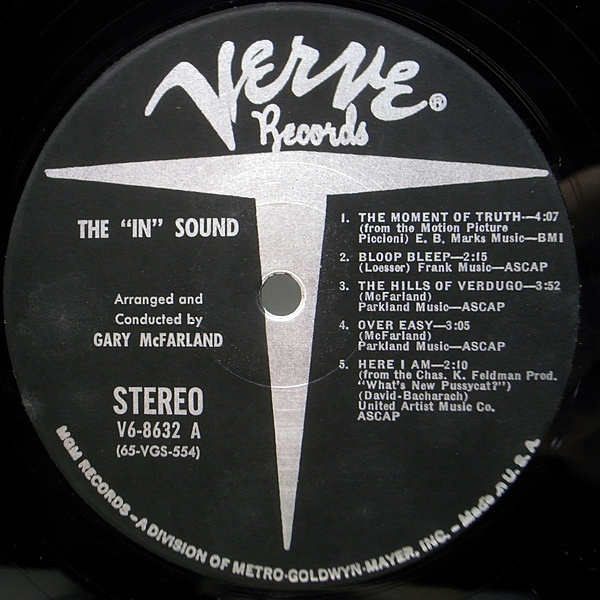 VERVE®
Records
THE "IN" SOUND
Arranged and
Conducted by
GARY McFARLAND
STEREO
V6-8632 A
(65-VGS-554)
1. THE MOMENT OF TRUTH—4:07
(from the Motion Picture
Piccioni) E. B. Marks Music—BMI
2. BLOOP BLEEP—2:15
(Loesser) Frank Music—ASCAP
3. THE HILLS OF VERDUGO—3:52
(McFarland)
Parkland Music—ASCAP
4. OVER EASY—3:05
(McFarland)
Parkland Music—ASCAP
5. HERE I AM—2:10
(from the Chas. K. Feldman Prod.
"What's New Pussycat?")
(David-Bacharach)
United Artist Music Co.
ASCAP
MGM RECORDS – A DIVISION OF METRO-GOLDWYN-MAYER, INC. – Made in U.S.A.